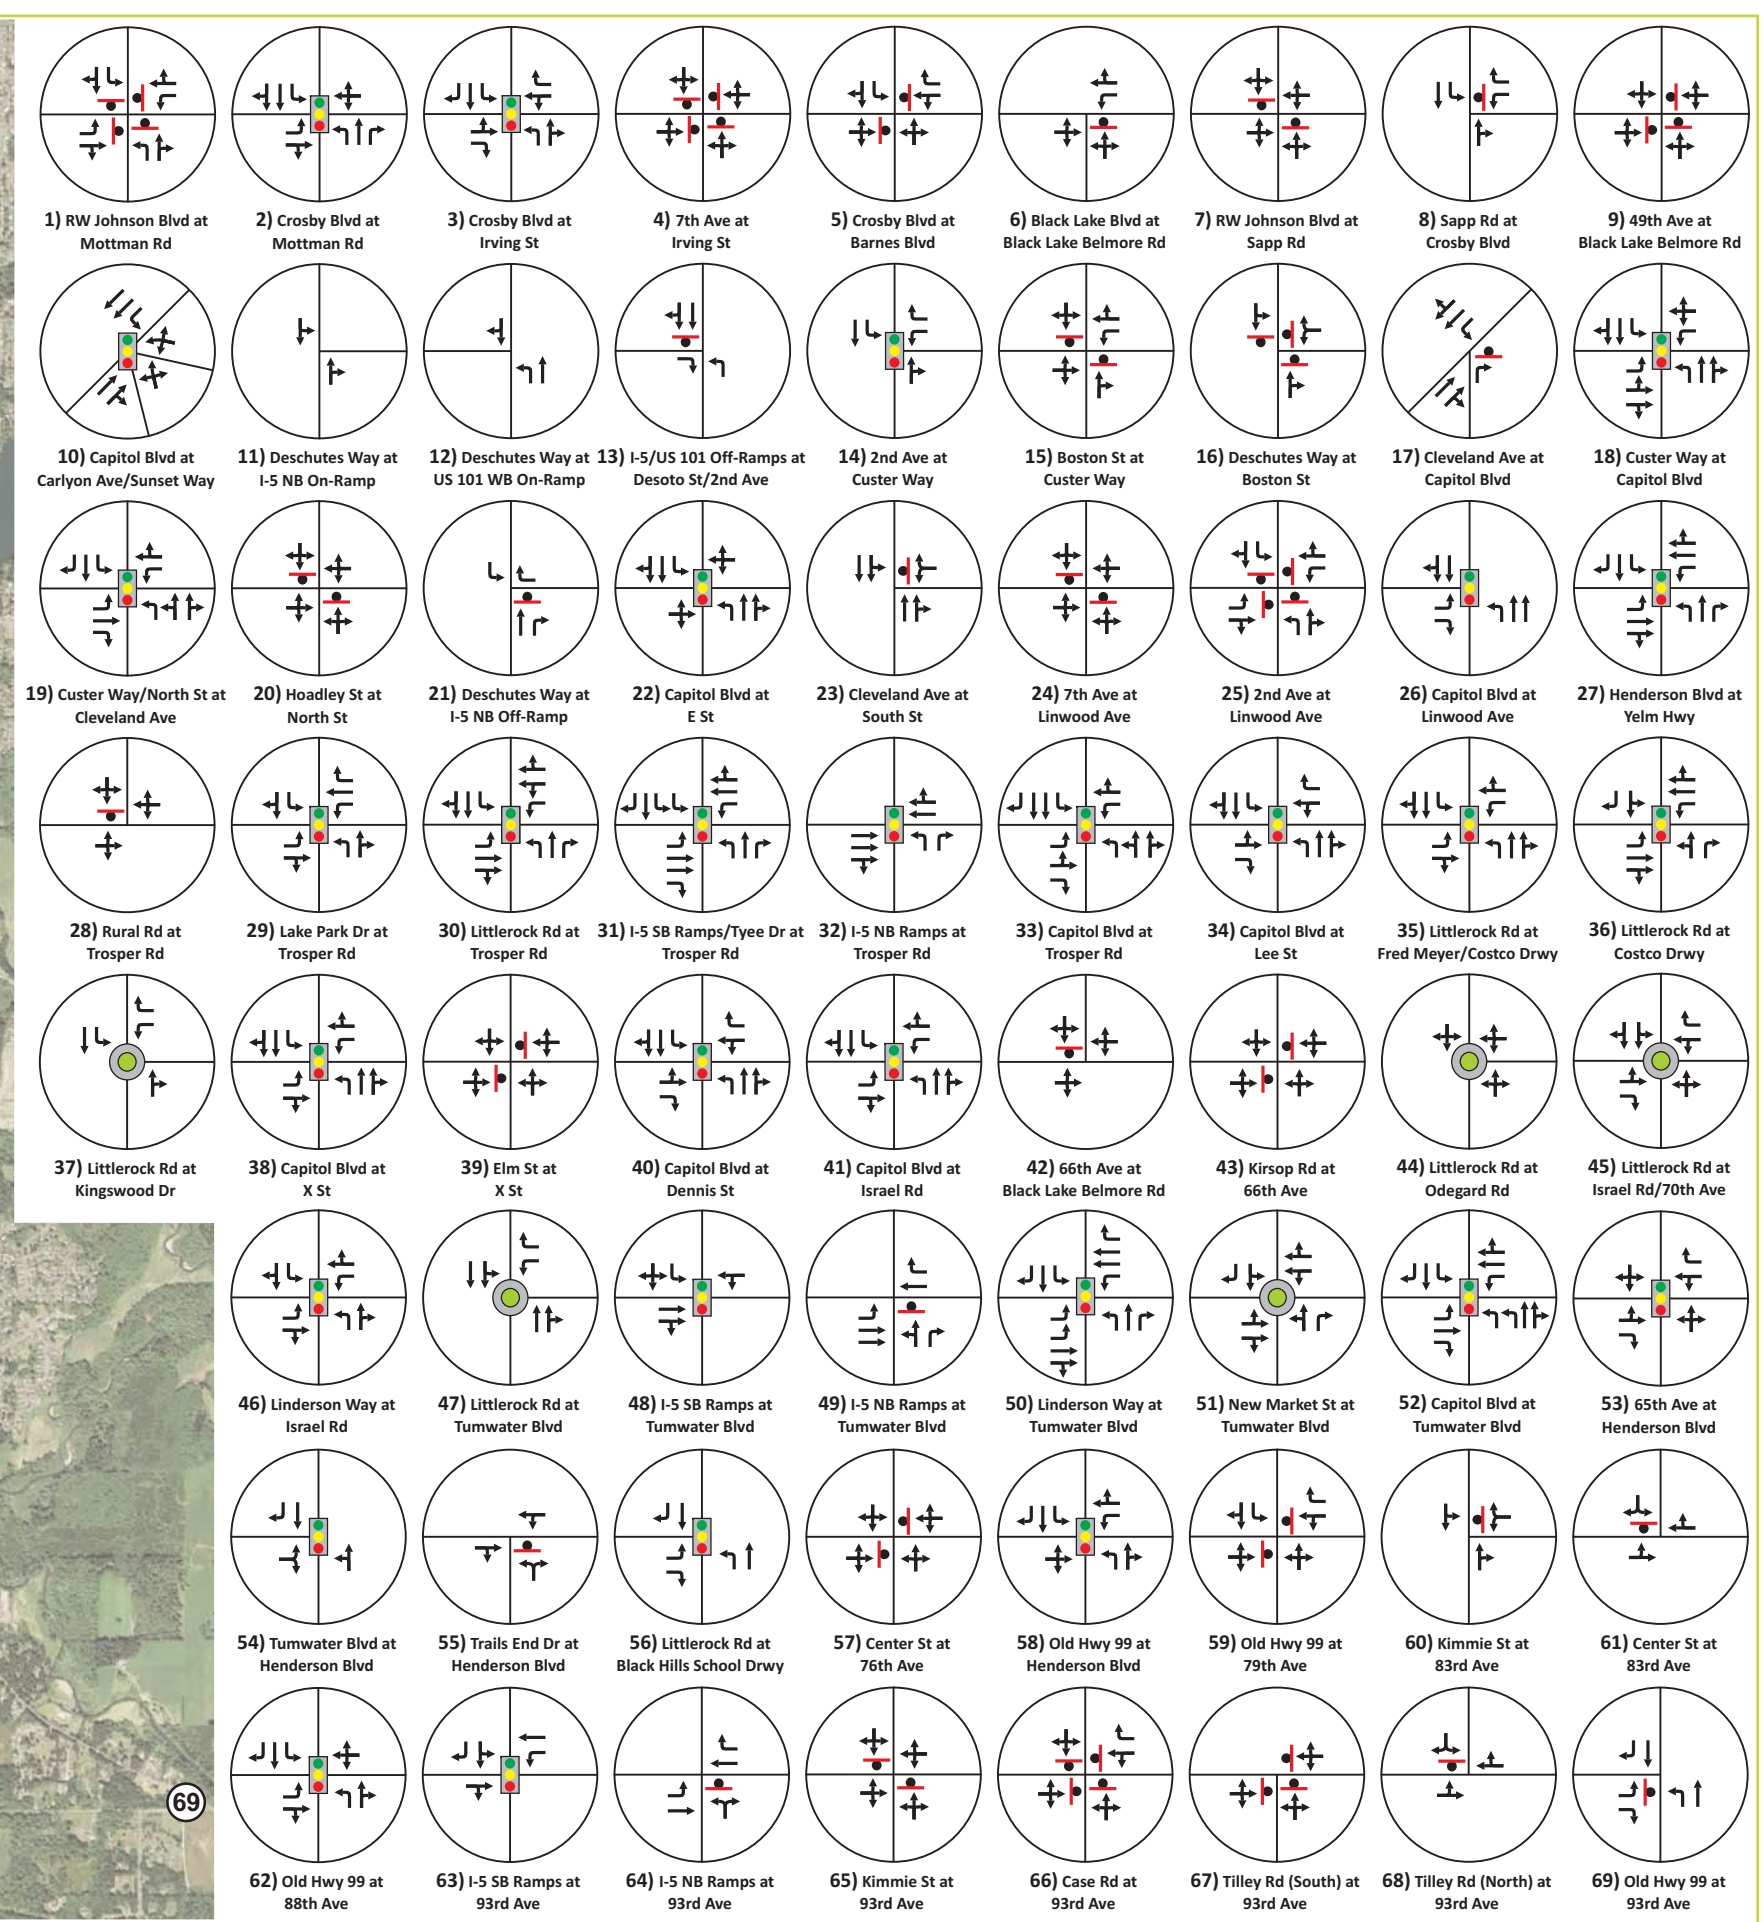 1) RW Johnson Blvd at
Mottman Rd
2) Crosby Blvd at
Mottman Rd
3) Crosby Blvd at
Irving St
4) 7th Ave at
Irving St
5) Crosby Blvd at
Barnes Blvd
6) Black Lake Blvd at
Black Lake Belmore Rd
7) RW Johnson Blvd at
Sapp Rd
8) Sapp Rd at
Crosby Blvd
9) 49th Ave at
Black Lake Belmore Rd
10) Capitol Blvd at
Carlyon Ave/Sunset Way
11) Deschutes Way at
I-5 NB On-Ramp
12) Deschutes Way at
US 101 WB On-Ramp
13) I-5/US 101 Off-Ramps at
Desoto St/2nd Ave
14) 2nd Ave at
Custer Way
15) Boston St at
Custer Way
16) Deschutes Way at
Boston St
17) Cleveland Ave at
Capitol Blvd
18) Custer Way at
Capitol Blvd
19) Custer Way/North St at
Cleveland Ave
20) Hoadley St at
North St
21) Deschutes Way at
I-5 NB Off-Ramp
22) Capitol Blvd at
E St
23) Cleveland Ave at
South St
24) 7th Ave at
Linwood Ave
25) 2nd Ave at
Linwood Ave
26) Capitol Blvd at
Linwood Ave
27) Henderson Blvd at
Yelm Hwy
28) Rural Rd at
Trosper Rd
29) Lake Park Dr at
Trosper Rd
30) Littlerock Rd at
Trosper Rd
31) I-5 SB Ramps/Tyee Dr at
Trosper Rd
32) I-5 NB Ramps at
Trosper Rd
33) Capitol Blvd at
Trosper Rd
34) Capitol Blvd at
Lee St
35) Littlerock Rd at
Fred Meyer/Costco Drwy
36) Littlerock Rd at
Costco Drwy
37) Littlerock Rd at
Kingswood Dr
38) Capitol Blvd at
X St
39) Elm St at
X St
40) Capitol Blvd at
Dennis St
41) Capitol Blvd at
Israel Rd
42) 66th Ave at
Black Lake Belmore Rd
43) Kirsop Rd at
66th Ave
44) Littlerock Rd at
Odegard Rd
45) Littlerock Rd at
Israel Rd/70th Ave
46) Linderson Way at
Israel Rd
47) Littlerock Rd at
Tumwater Blvd
48) I-5 SB Ramps at
Tumwater Blvd
49) I-5 NB Ramps at
Tumwater Blvd
50) Linderson Way at
Tumwater Blvd
51) New Market St at
Tumwater Blvd
52) Capitol Blvd at
Tumwater Blvd
53) 65th Ave at
Henderson Blvd
54) Tumwater Blvd at
Henderson Blvd
55) Trails End Dr at
Henderson Blvd
56) Littlerock Rd at
Black Hills School Drwy
57) Center St at
76th Ave
58) Old Hwy 99 at
Henderson Blvd
59) Old Hwy 99 at
79th Ave
60) Kimmie St at
83rd Ave
61) Center St at
83rd Ave
69
62) Old Hwy 99 at
88th Ave
63) I-5 SB Ramps at
93rd Ave
64) I-5 NB Ramps at
93rd Ave
65) Kimmie St at
93rd Ave
66) Case Rd at
93rd Ave
67) Tilley Rd (South) at
93rd Ave
68) Tilley Rd (North) at
93rd Ave
69) Old Hwy 99 at
93rd Ave